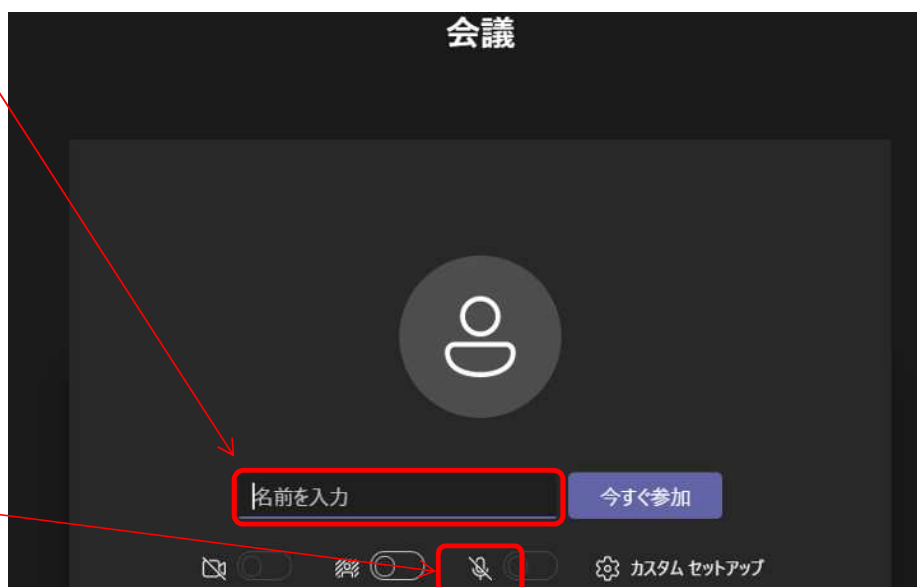 会議
名前を入力
今すぐ参加
カスタム セットアップ